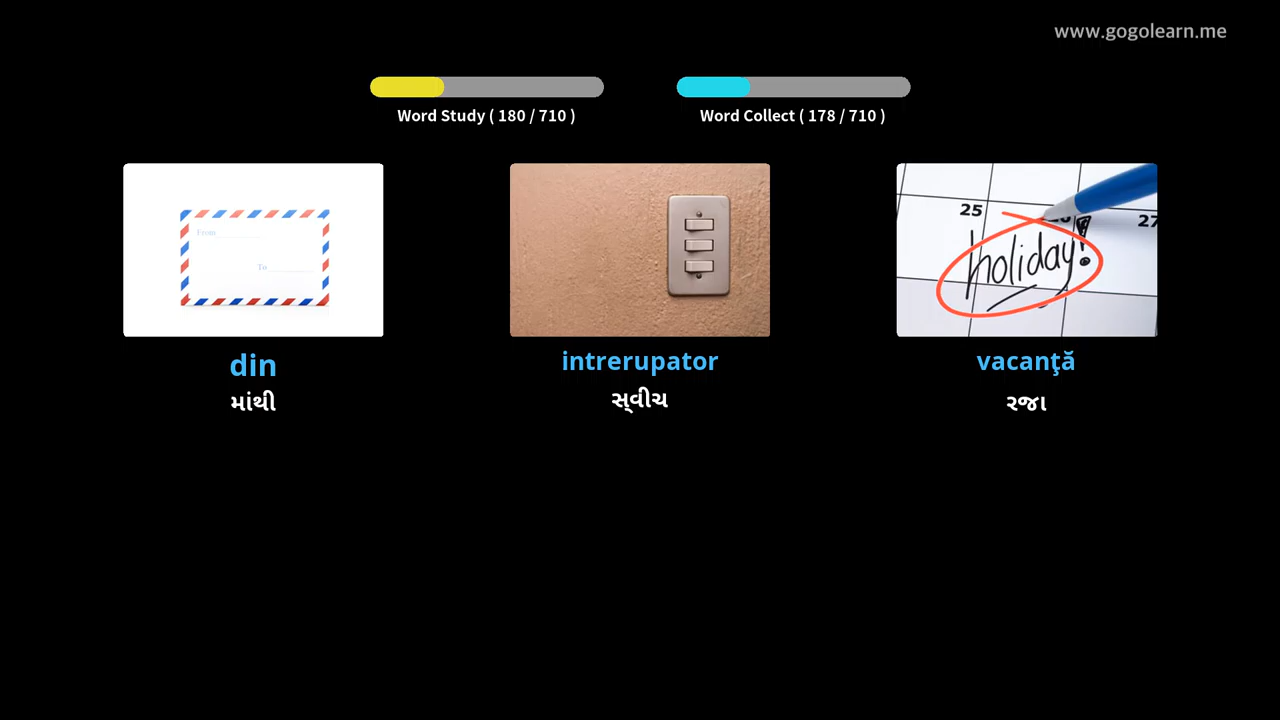 www.gogolearn.me
Word Study ( 180 / 710 )
Word Collect ( 178 / 710 )
From
To
25
27
holiday!
din
intrerupator
vacanţă
માંથી
સ્વીચ
રજા